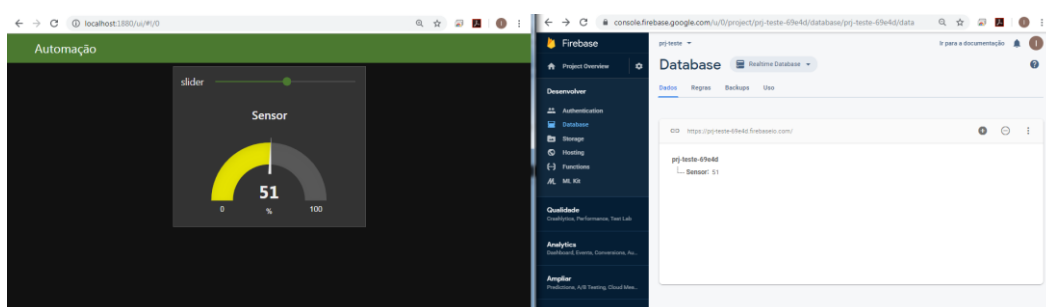 localhost:1880/ui/#!/0
Automação
slider
Sensor
51
0
%
100
console.firebase.google.com/u/0/project/prj-teste-69e4d/database/prj-teste-69e4d/data
Firebase
prj-teste
Ir para a documentação
Project Overview
Database
Realtime Database
Desenvolver
Dados
Regras
Backups
Uso
Authentication
Database
Storage
Hosting
Functions
ML Kit
https://prj-teste-69e4d.firebaseio.com/
prj-teste-69e4d
Sensor: 51
Qualidade
Crashlytics, Performance, Test Lab
Analytics
Dashboard, Events, Conversions, Au...
Ampliar
Predictions, A/B Testing, Cloud Mes...